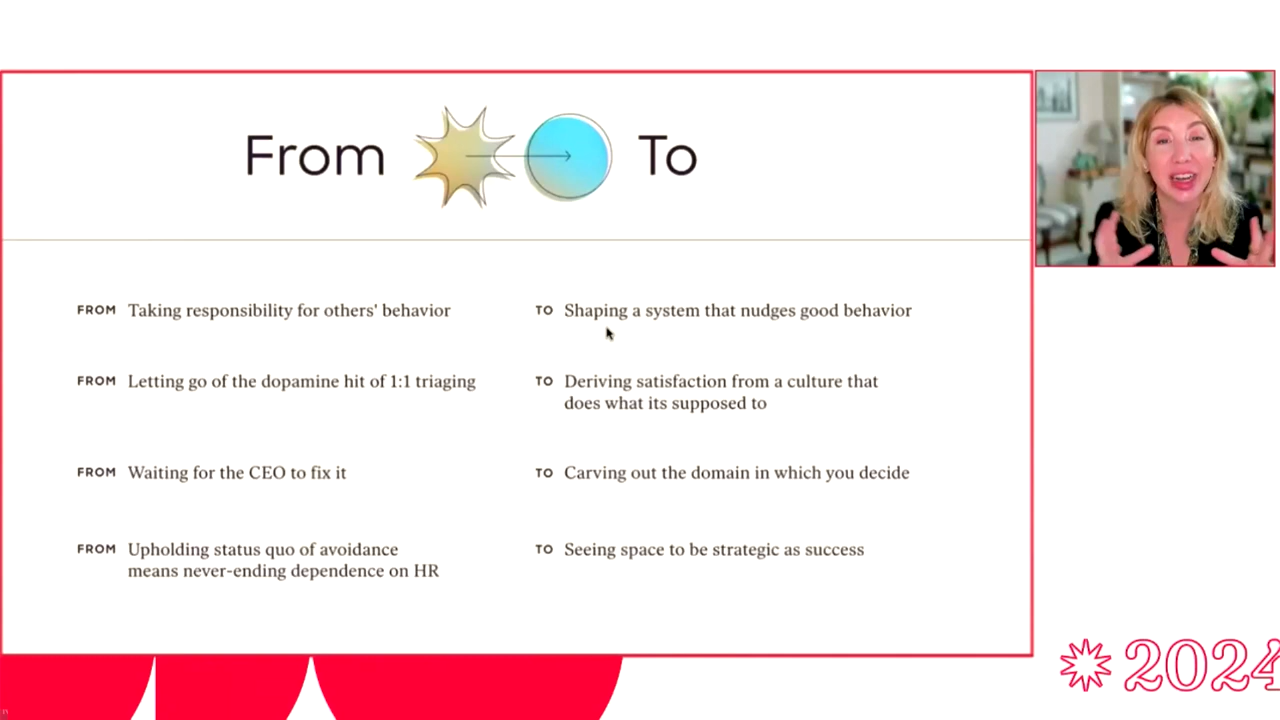 From To
FROM Taking responsibility for others' behavior
TO Shaping a system that nudges good behavior
FROM Letting go of the dopamine hit of 1:1 triaging
TO Deriving satisfaction from a culture that
does what its supposed to
FROM Waiting for the CEO to fix it
TO Carving out the domain in which you decide
FROM Upholding status quo of avoidance
means never-ending dependence on HR
TO Seeing space to be strategic as success
2024